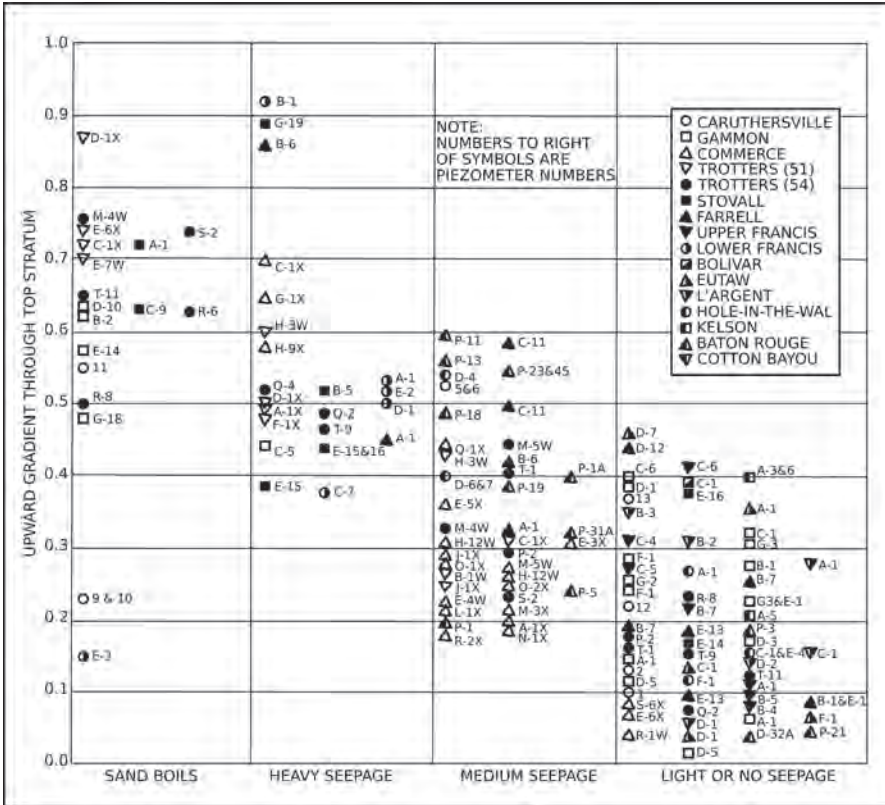 UPWARD GRADIENT THROUGH TOP STRATUM
1.0
0.9
0.8
0.7
0.6
0.5
0.4
0.3
0.2
0.1
0.0
D-1X
M-4W
E-6X
S-2
C-1X
A-1
E-7W
T-11
D-10
C-9
R-6
B-2
E-14
11
R-8
G-18
9 & 10
E-3
SAND BOILS
B-1
G-19
B-6
C-1X
G-1X
H-3W
H-9X
A-1
Q-4
B-5
E-2
D-1X
D-1
A-1X
Q-2
F-1X
T-9
A-1
C-5
E-15&16
E-15
C-7
HEAVY SEEPAGE
NOTE:
NUMBERS TO RIGHT
OF SYMBOLS ARE
PIEZOMETER NUMBERS
P-11
C-11
P-13
P-23&45
D-4
5&6
P-18
C-11
Q-1X
M-5W
H-3W
B-6
T-1
P-1A
D-6&7
P-19
E-5X
M-4W
A-1
P-31A
H-12W
C-1X
E-3X
J-1X
P-2
O-1X
M-5W
B-1W
H-12W
J-1X
O-2X
P-5
E-4W
S-2
L-1X
M-3X
P-1
A-1X
R-2X
N-1X
MEDIUM SEEPAGE
CARUTHERSVILLE
GAMMON
COMMERCE
TROTTERS (51)
TROTTERS (54)
STOVALL
FARRELL
UPPER FRANCIS
LOWER FRANCIS
BOLIVAR
EUTAW
L'ARGENT
HOLE-IN-THE-WAL
KELSON
BATON ROUGE
COTTON BAYOU
D-7
D-12
C-6
C-6
A-3&6
D-1
C-1
13
E-16
B-3
A-1
C-4
B-2
C-1
G-3
F-1
B-1
A-1
C-5
A-1
B-7
G-2
F-1
R-8
G3&E-1
12
B-7
A-5
B-7
E-13
P-3
P-2
E-14
D-3
T-1
T-9
C-1&E-4
C-1
A-1
C-1
D-2
2
T-11
D-5
F-1
A-1
1
E-13
B-5
B-1&E-1
S-6X
Q-2
B-4
E-6X
D-1
A-1
F-1
R-1W
D-1
D-32A
P-21
D-5
LIGHT OR NO SEEPAGE